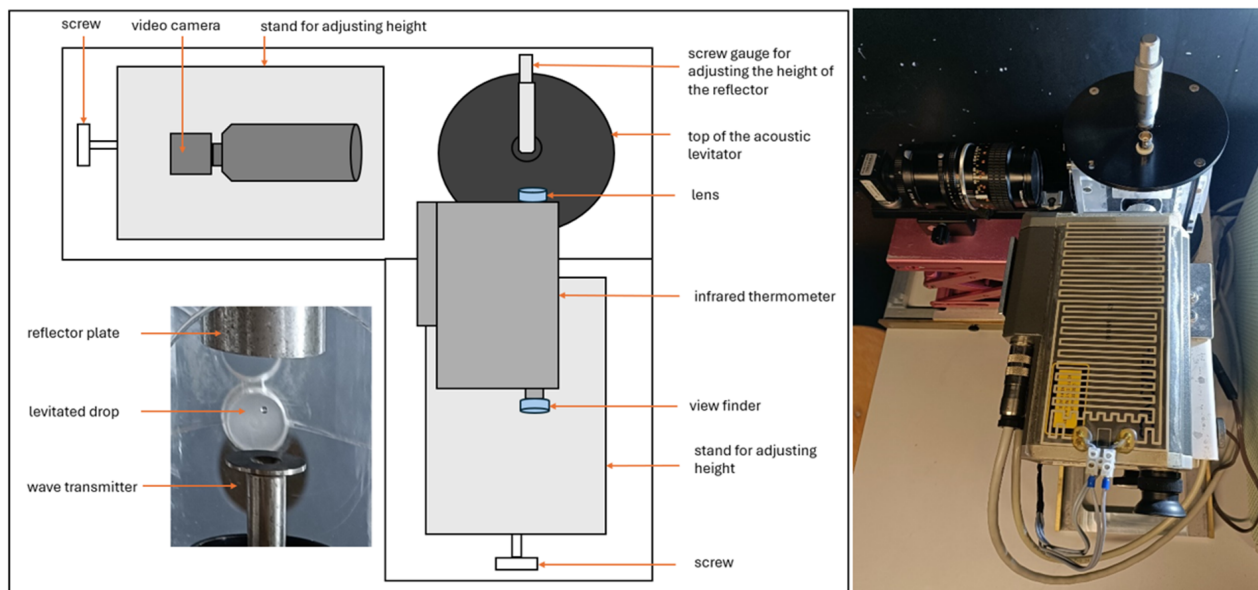 screw
video camera
stand for adjusting height
screw gauge for
adjusting the height of
the reflector
top of the acoustic
levitator
lens
infrared thermometer
reflector plate
levitated drop
view finder
wave transmitter
stand for adjusting
height
screw